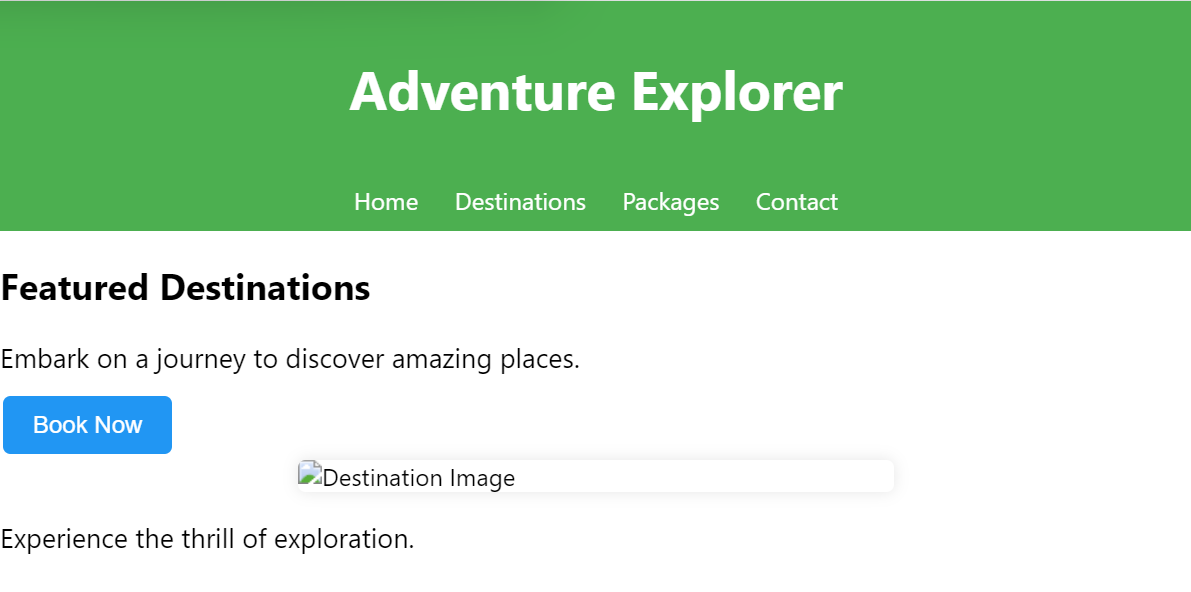 Adventure Explorer
Home Destinations Packages Contact
Featured Destinations
Embark on a journey to discover amazing places.
Book Now
Destination Image
Experience the thrill of exploration.